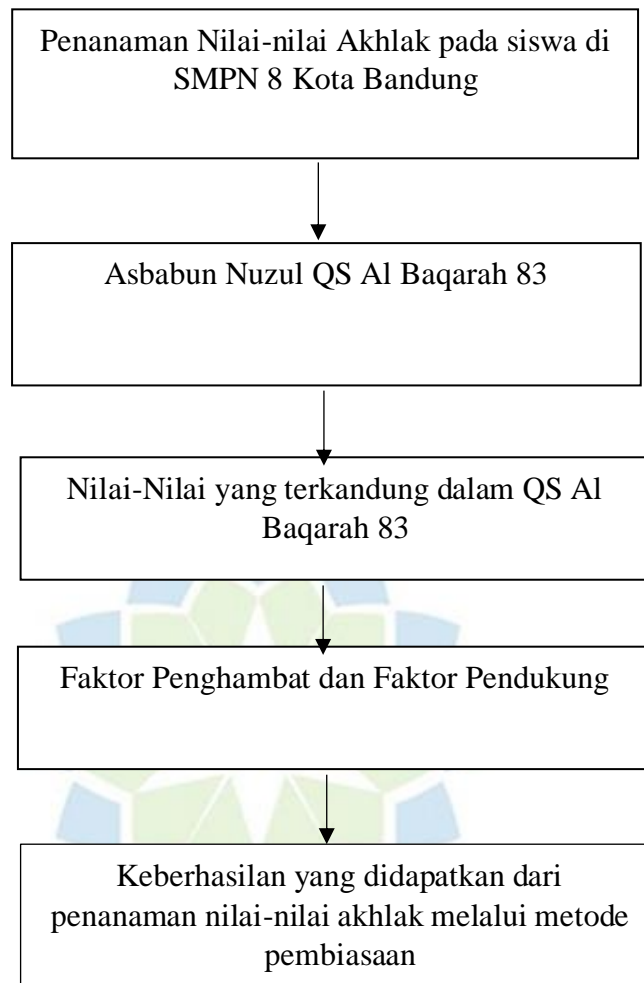 Penanaman Nilai-nilai Akhlak pada siswa di
SMPN 8 Kota Bandung
Asbabun Nuzul QS Al Baqarah 83
Nilai-Nilai yang terkandung dalam QS Al
Baqarah 83
Faktor Penghambat dan Faktor Pendukung
Keberhasilan yang didapatkan dari
penanaman nilai-nilai akhlak melalui metode
pembiasaan